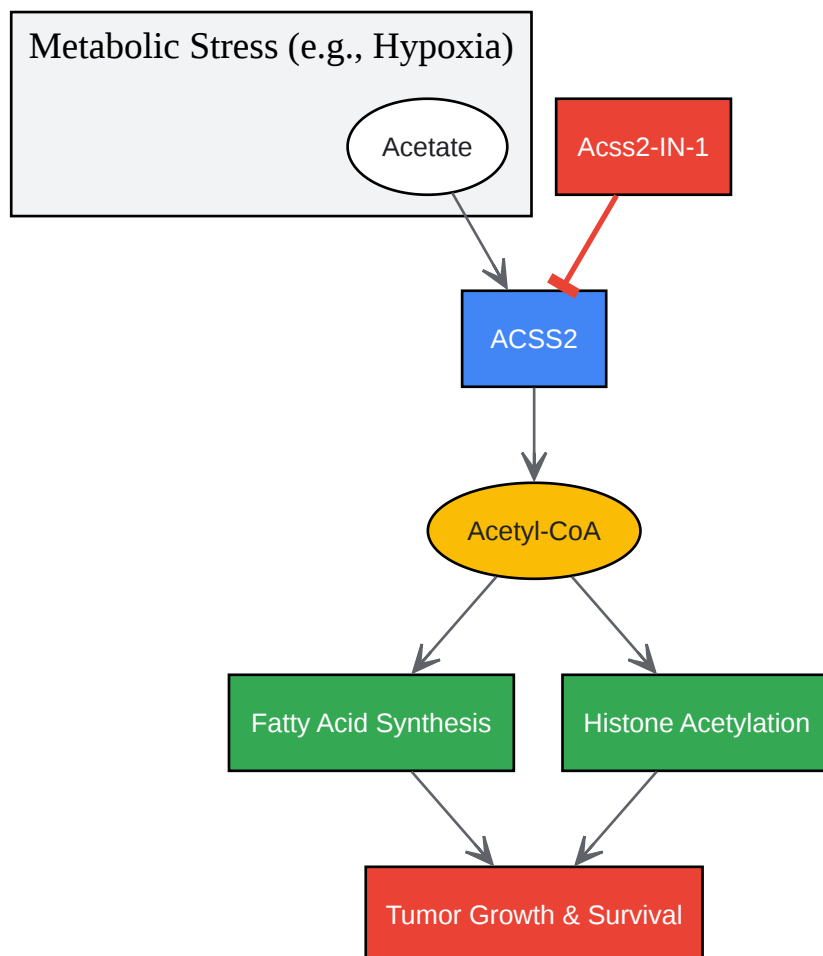 Metabolic Stress (e.g., Hypoxia)
Acetate
Acss2-IN-1
ACSS2
Acetyl-CoA
Fatty Acid Synthesis
Histone Acetylation
Tumor Growth & Survival